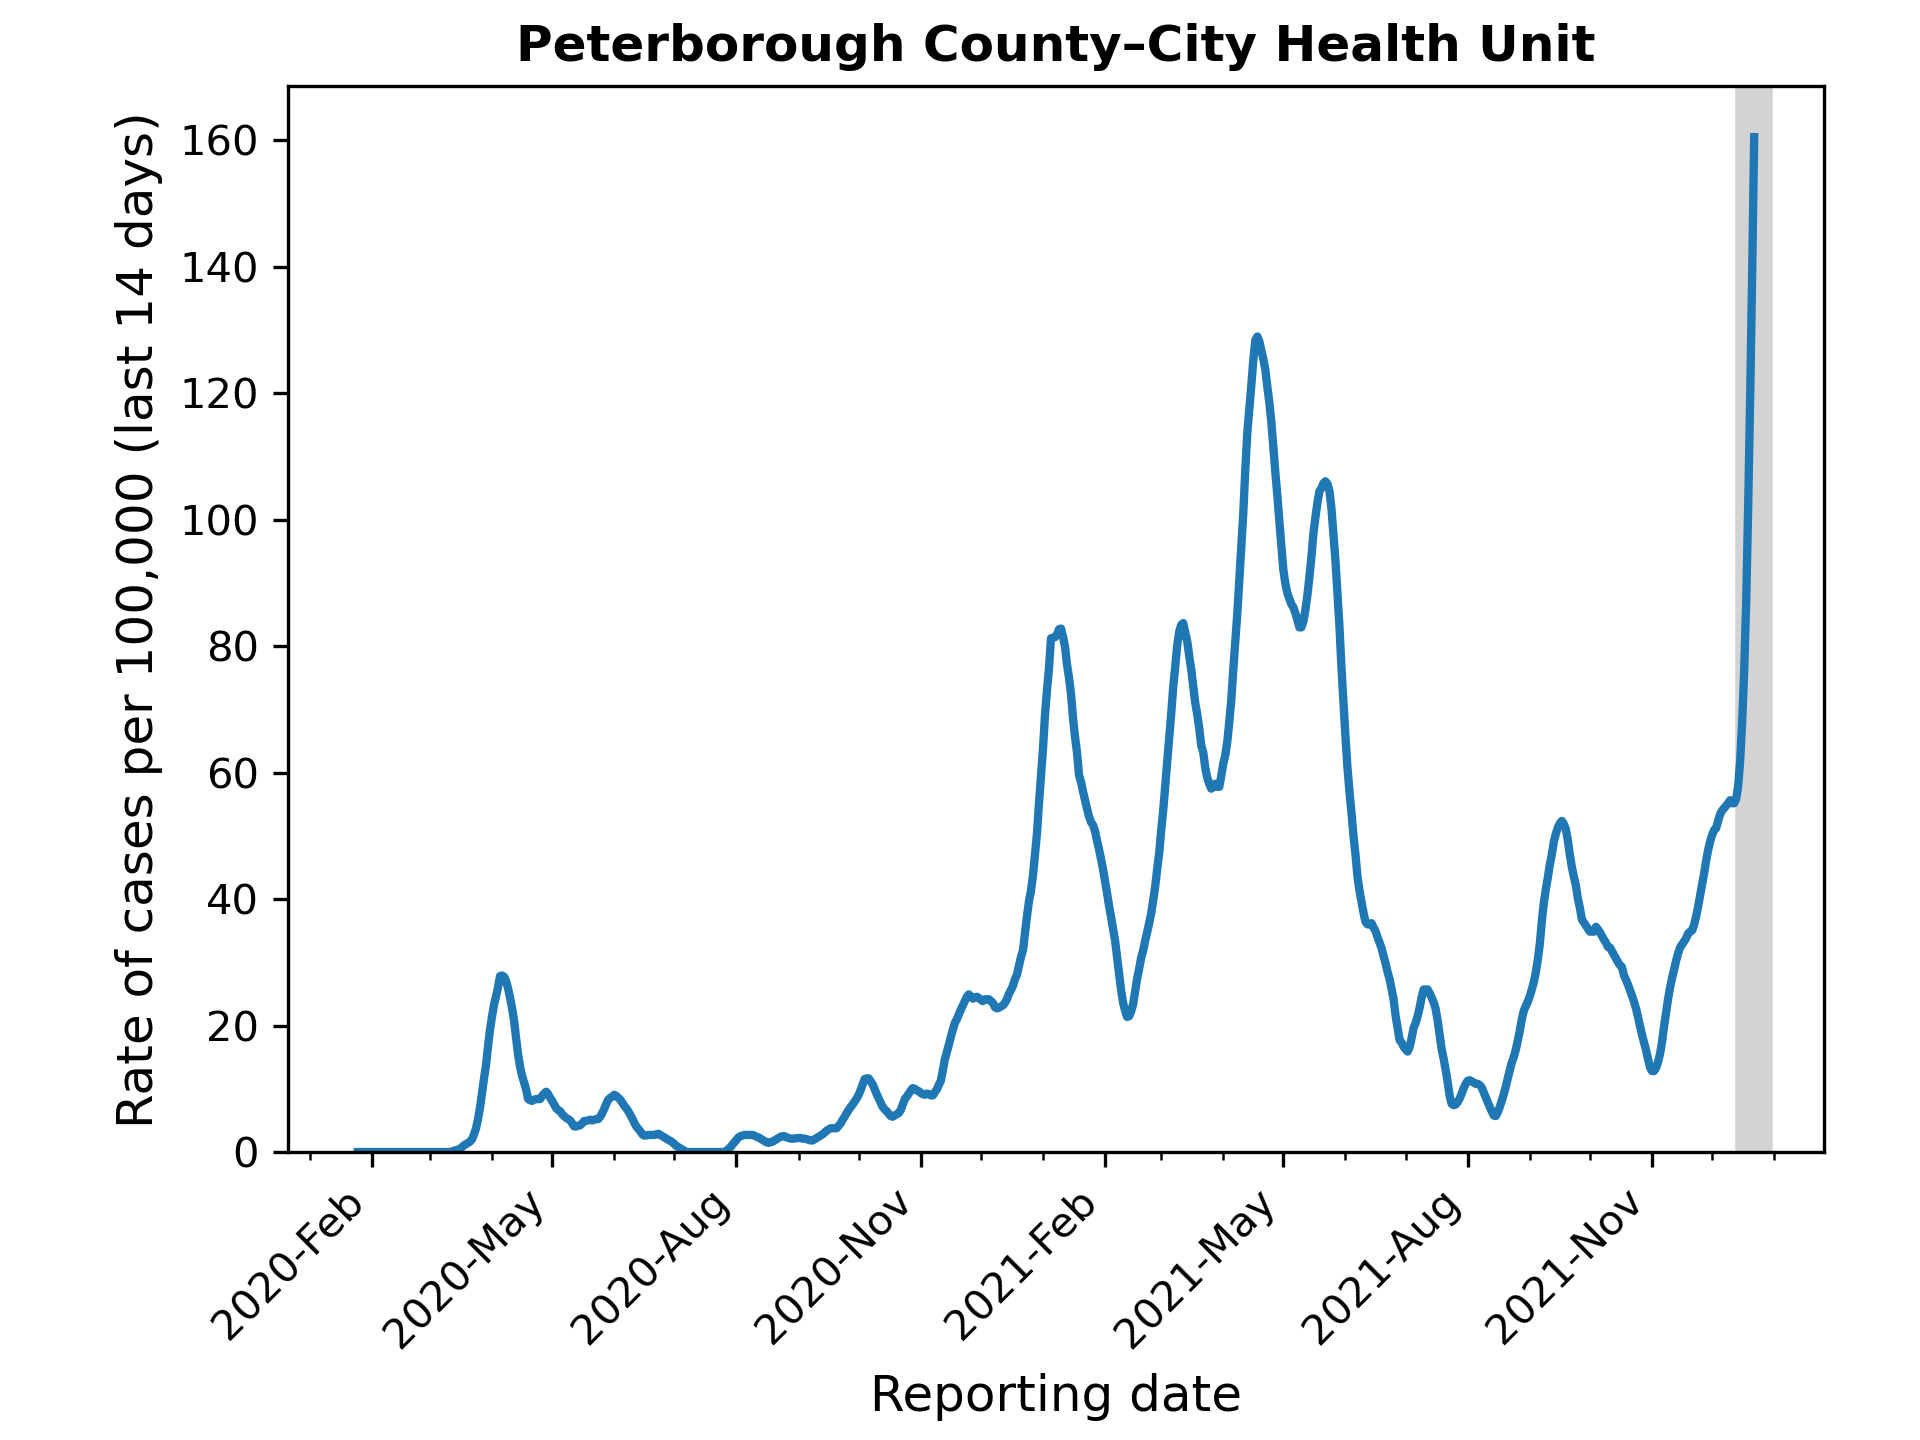 Peterborough County–City Health Unit
Rate of cases per 100,000 (last 14 days)
160
140
120
100
80
60
40
20
0
2020-Feb
2020-May
2020-Aug
2020-Nov
2021-Feb
2021-May
2021-Aug
2021-Nov
Reporting date